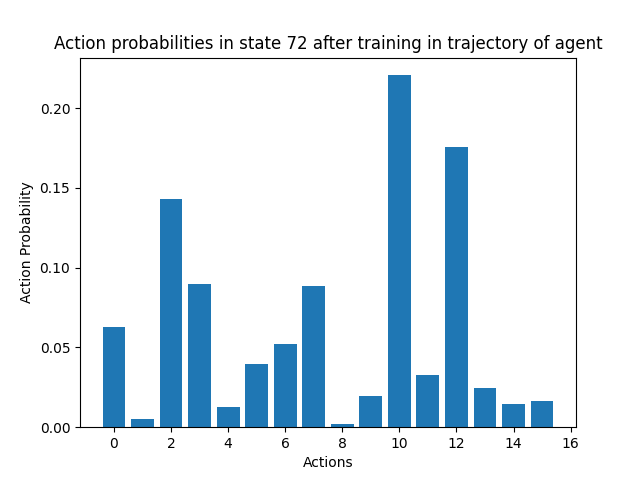 Action probabilities in state 72 after training in trajectory of agent
Action Probability
0.20
0.15
0.10
0.05
0.00
0 2 4 6 8 10 12 14 16
Actions